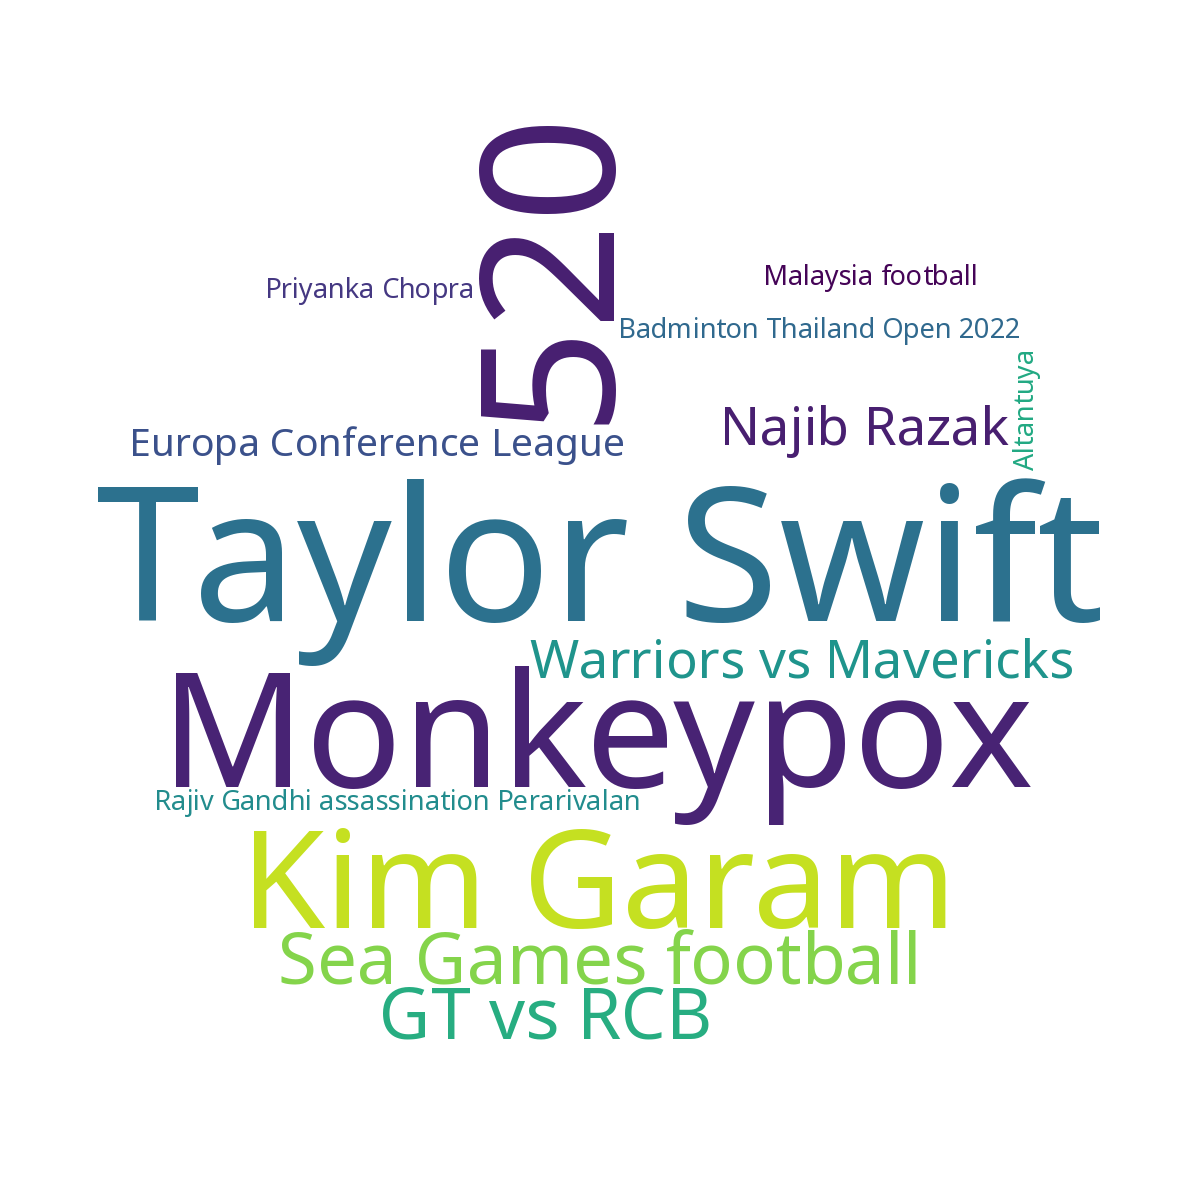 520
Malaysia football
Priyanka Chopra
Badminton Thailand Open 2022
Altantuya
Najib Razak
Europa Conference League
Taylor Swift
Warriors vs Mavericks
Monkeypox
Rajiv Gandhi assassination Perarivalan
Kim Garam
Sea Games football
GT vs RCB